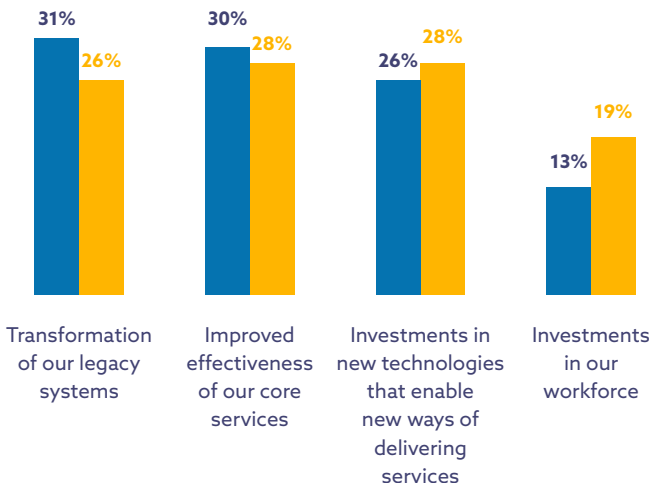 31%
26%
30%
28%
26%
28%
13%
19%
Transformation
of our legacy
systems
Improved
effectiveness
of our core
services
Investments in
new technologies
that enable
new ways of
delivering
services
Investments
in our
workforce